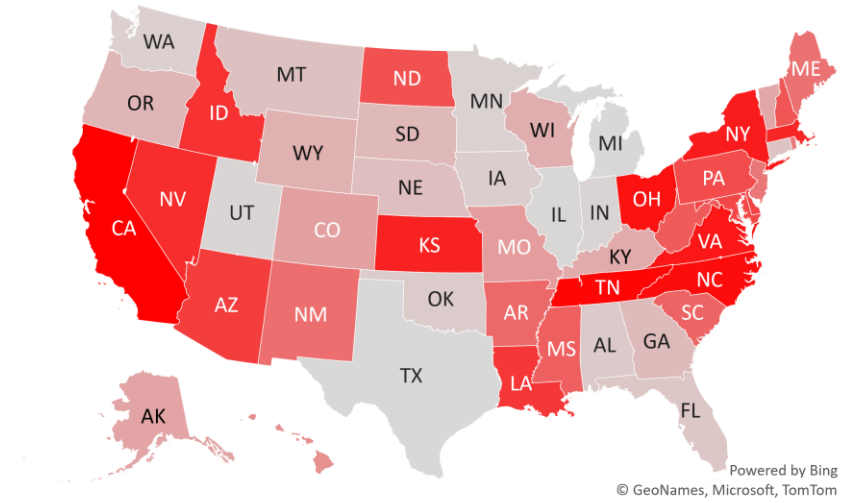 WA
MT
ND
MN
ME
OR
ID
SD
WI
MI
NY
WY
PA
IA
NE
NV
UT
CO
KS
MO
IL
IN
OH
CA
KY
VA
AZ
NM
OK
AR
TN
NC
SC
MS
AL
GA
TX
LA
FL
AK
Powered by Bing
© GeoNames, Microsoft, TomTom